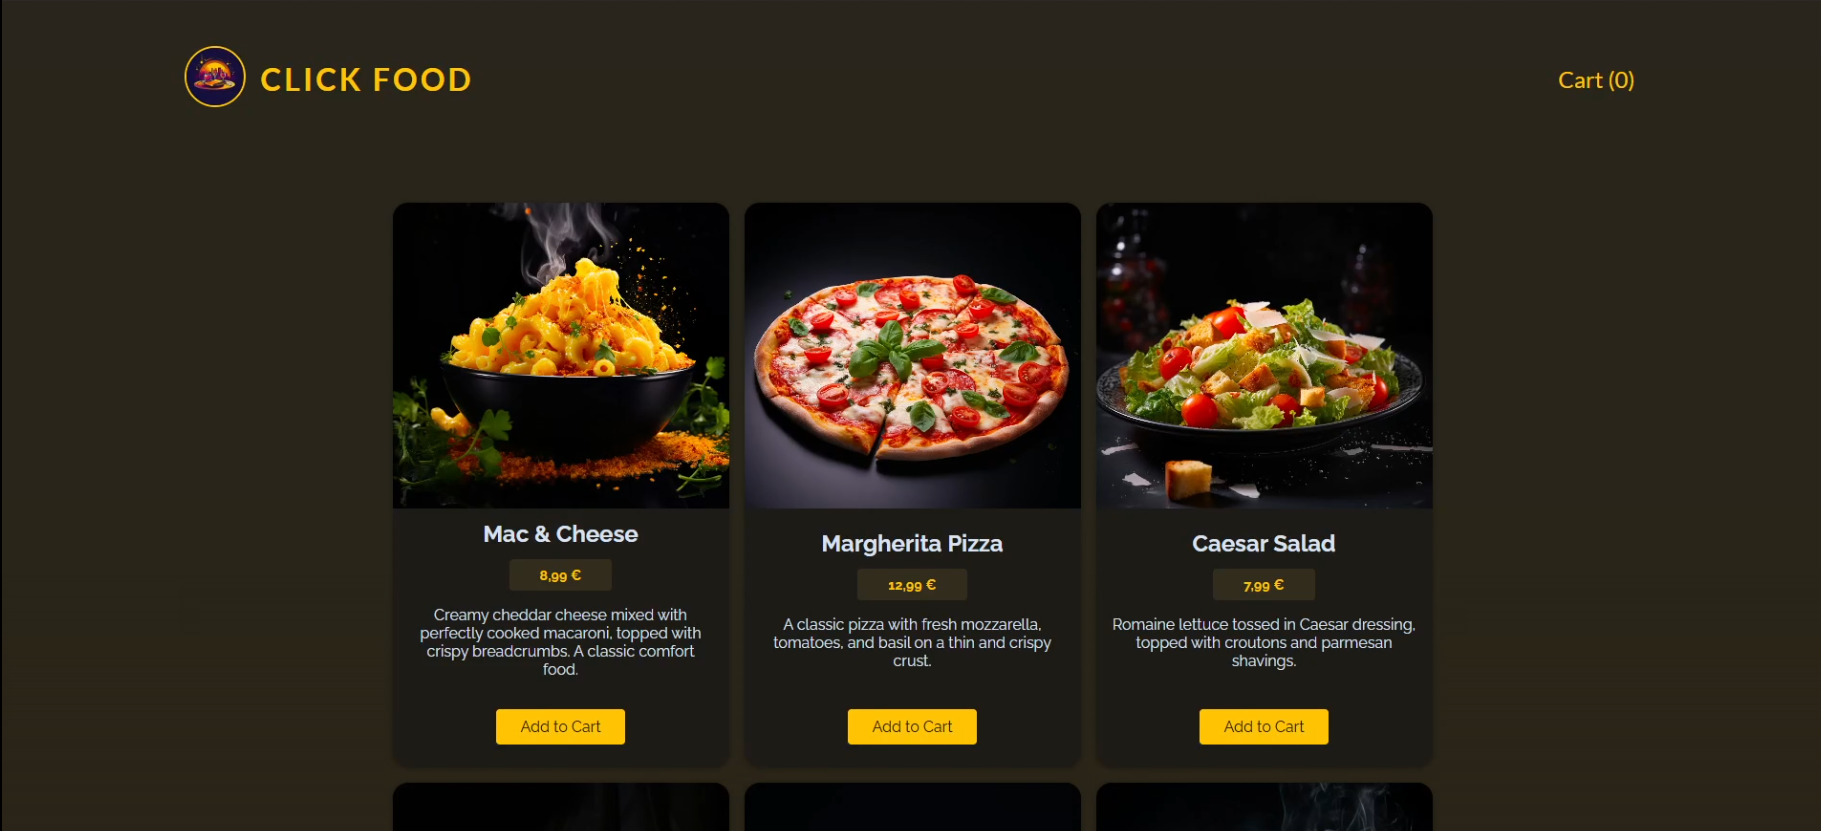 CLICK FOOD
Cart (0)
Mac & Cheese
8,99 €
Creamy cheddar cheese mixed with
perfectly cooked macaroni, topped with
crispy breadcrumbs. A classic comfort
food.
Add to Cart
Margherita Pizza
12,99 €
A classic pizza with fresh mozzarella,
tomatoes, and basil on a thin and crispy
crust.
Add to Cart
Caesar Salad
7,99 €
Romaine lettuce tossed in Caesar dressing,
topped with croutons and parmesan
shavings.
Add to Cart